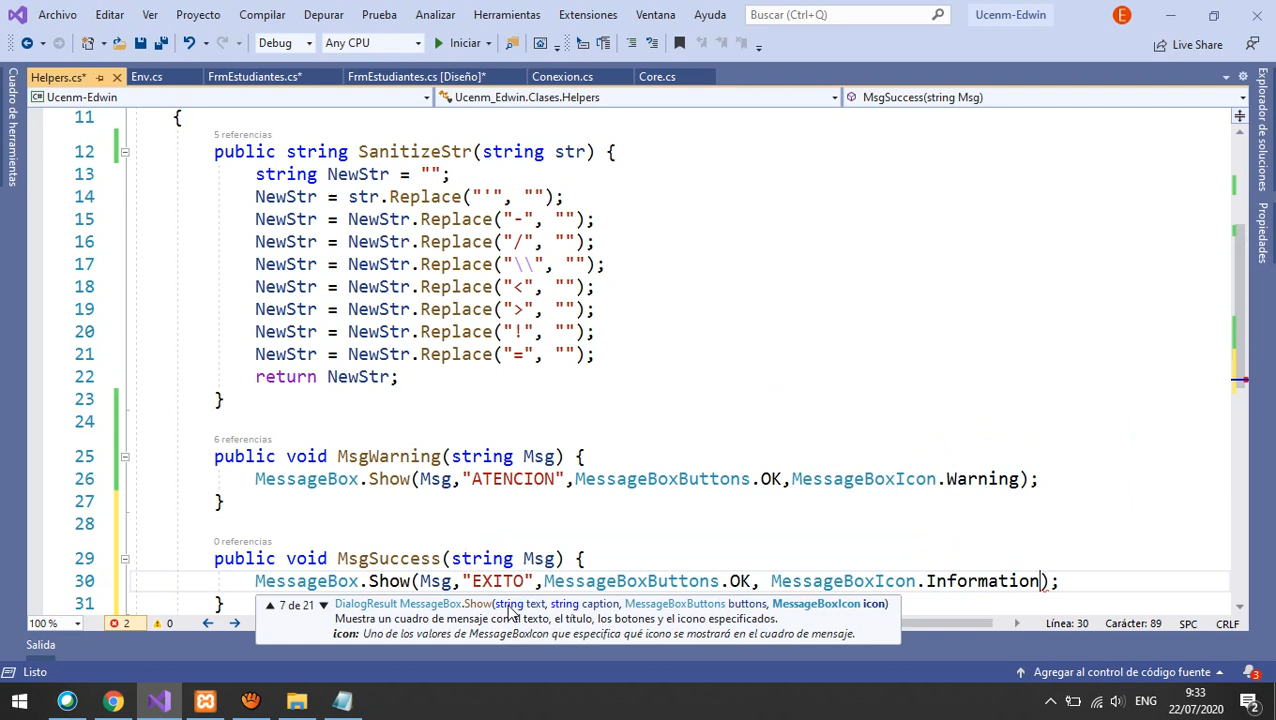 Archivo Editar Ver Proyecto Compilar Depurar Prueba Analizar Herramientas Extensiones Ventana Ayuda Buscar (Ctrl+Q) Ucenm-Edwin E
Debug Any CPU Iniciar Live Share
Helpers.cs* Env.cs FrmEstudiantes.cs* FrmEstudiantes.cs [Diseño]* Conexion.cs Core.cs
Ucenm-Edwin Ucenm_Edwin.Clases.Helpers MsgSuccess(string Msg)
Cuadro de herramientas
Explorador de soluciones
Propiedades
11 {
5 referencias
12 public string SanitizeStr(string str) {
13 string NewStr = "";
14 NewStr = str.Replace("'", "");
15 NewStr = NewStr.Replace("-", "");
16 NewStr = NewStr.Replace("/", "");
17 NewStr = NewStr.Replace("\\", "");
18 NewStr = NewStr.Replace("<", "");
19 NewStr = NewStr.Replace(">", "");
20 NewStr = NewStr.Replace("!", "");
21 NewStr = NewStr.Replace("=", "");
22 return NewStr;
23 }
24
6 referencias
25 public void MsgWarning(string Msg) {
26 MessageBox.Show(Msg,"ATENCION",MessageBoxButtons.OK,MessageBoxIcon.Warning);
27 }
28
0 referencias
29 public void MsgSuccess(string Msg) {
30 MessageBox.Show(Msg,"EXITO",MessageBoxButtons.OK, MessageBoxIcon.Information);
31 }
7 de 21 DialogResult MessageBox.Show(string text, string caption, MessageBoxButtons buttons, MessageBoxIcon icon)
Muestra un cuadro de mensaje con el texto, el título, los botones y el icono especificados.
icon: Uno de los valores de MessageBoxIcon que especifica qué icono se mostrará en el cuadro de mensaje.
100 % 2 0 Línea: 30 Carácter: 89 SPC CRLF
Salida
Listo Agregar al control de código fuente 3
ENG 9:33
22/07/2020 2